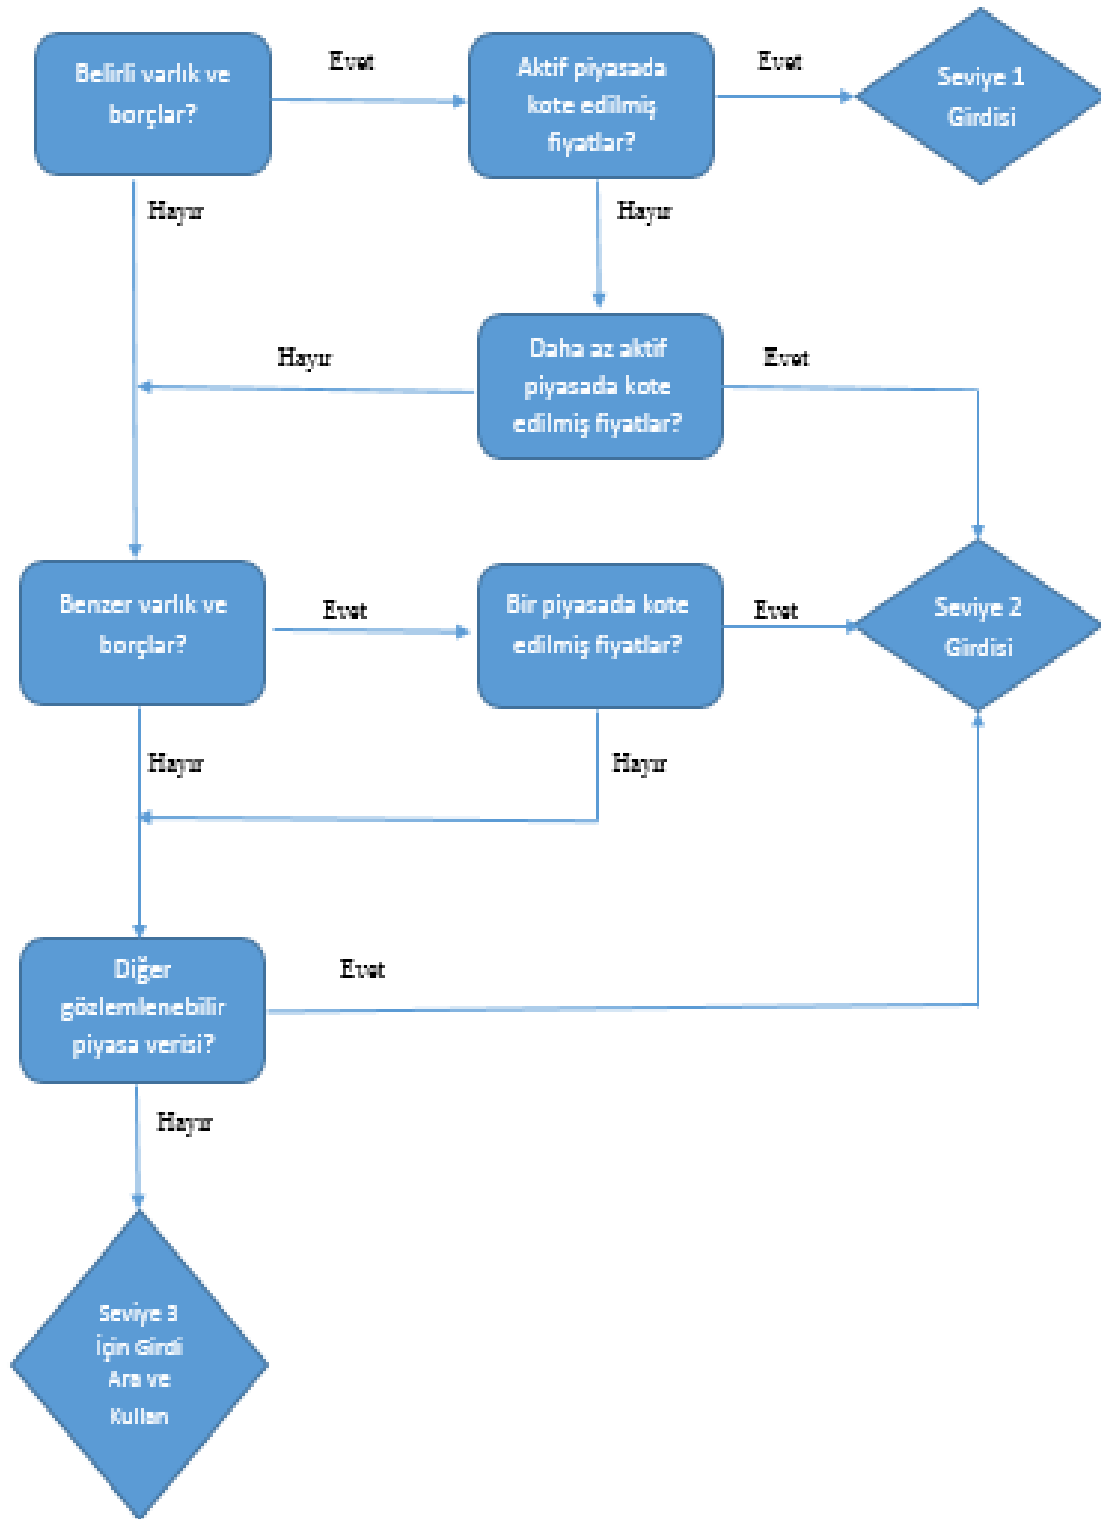 Belirli varlık ve
borçlar?
Evet
Aktif piyasada
kote edilmiş
fiyatlar?
Evet
Seviye 1
Girdisi
Hayır
Hayır
Hayır
Daha az aktif
piyasada kote
edilmiş fiyatlar?
Evet
Benzer varlık ve
borçlar?
Evet
Bir piyasada kote
edilmiş fiyatlar?
Evet
Seviye 2
Girdisi
Hayır
Hayır
Diğer
gözlemlenebilir
piyasa verisi?
Evet
Hayır
Seviye 3
İçin Girdi
Ara ve
Kullan